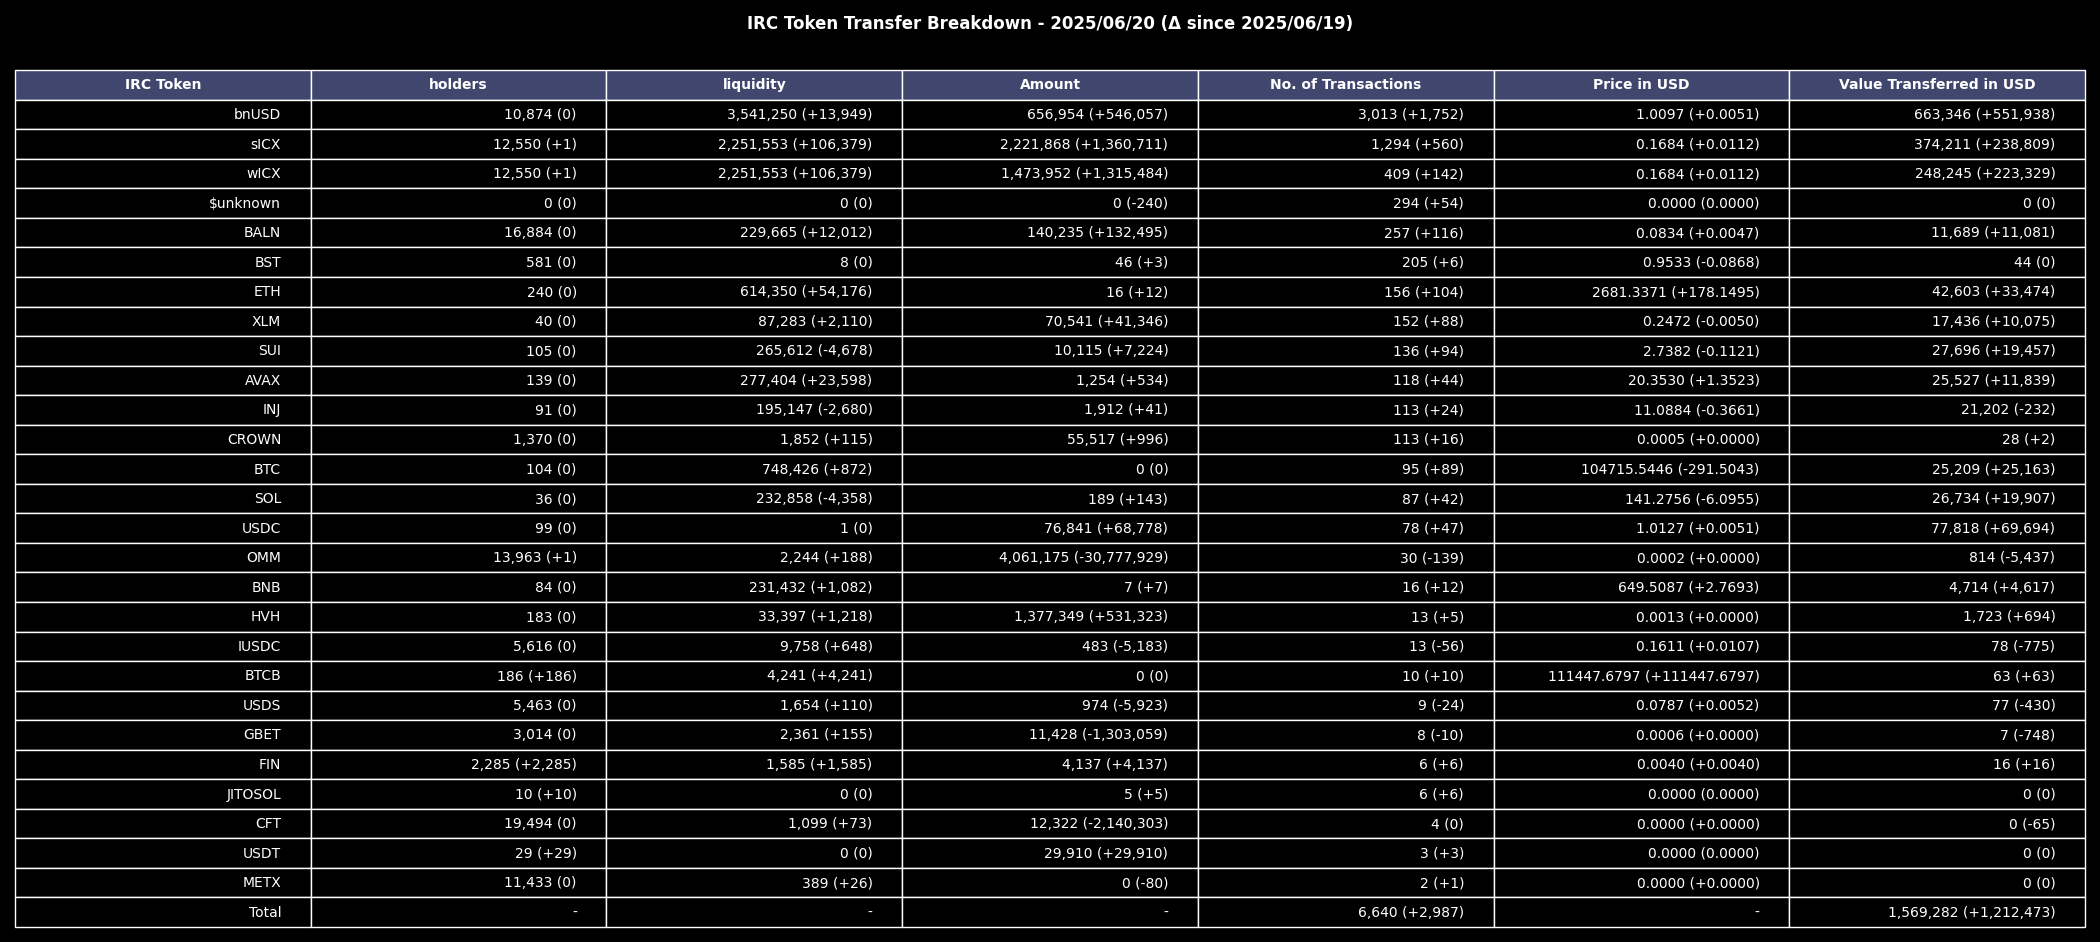 IRC Token Transfer Breakdown - 2025/06/20 (Δ since 2025/06/19)
IRC Token holders liquidity Amount No. of Transactions Price in USD Value Transferred in USD
bnUSD 10,874 (0) 3,541,250 (+13,949) 656,954 (+546,057) 3,013 (+1,752) 1.0097 (+0.0051) 663,346 (+551,938)
sICX 12,550 (+1) 2,251,553 (+106,379) 2,221,868 (+1,360,711) 1,294 (+560) 0.1684 (+0.0112) 374,211 (+238,809)
wICX 12,550 (+1) 2,251,553 (+106,379) 1,473,952 (+1,315,484) 409 (+142) 0.1684 (+0.0112) 248,245 (+223,329)
$unknown 0 (0) 0 (0) 0 (-240) 294 (+54) 0.0000 (0.0000) 0 (0)
BALN 16,884 (0) 229,665 (+12,012) 140,235 (+132,495) 257 (+116) 0.0834 (+0.0047) 11,689 (+11,081)
BST 581 (0) 8 (0) 46 (+3) 205 (+6) 0.9533 (-0.0868) 44 (0)
ETH 240 (0) 614,350 (+54,176) 16 (+12) 156 (+104) 2681.3371 (+178.1495) 42,603 (+33,474)
XLM 40 (0) 87,283 (+2,110) 70,541 (+41,346) 152 (+88) 0.2472 (-0.0050) 17,436 (+10,075)
SUI 105 (0) 265,612 (-4,678) 10,115 (+7,224) 136 (+94) 2.7382 (-0.1121) 27,696 (+19,457)
AVAX 139 (0) 277,404 (+23,598) 1,254 (+534) 118 (+44) 20.3530 (+1.3523) 25,527 (+11,839)
INJ 91 (0) 195,147 (-2,680) 1,912 (+41) 113 (+24) 11.0884 (-0.3661) 21,202 (-232)
CROWN 1,370 (0) 1,852 (+115) 55,517 (+996) 113 (+16) 0.0005 (+0.0000) 28 (+2)
BTC 104 (0) 748,426 (+872) 0 (0) 95 (+89) 104715.5446 (-291.5043) 25,209 (+25,163)
SOL 36 (0) 232,858 (-4,358) 189 (+143) 87 (+42) 141.2756 (-6.0955) 26,734 (+19,907)
USDC 99 (0) 1 (0) 76,841 (+68,778) 78 (+47) 1.0127 (+0.0051) 77,818 (+69,694)
OMM 13,963 (+1) 2,244 (+188) 4,061,175 (-30,777,929) 30 (-139) 0.0002 (+0.0000) 814 (-5,437)
BNB 84 (0) 231,432 (+1,082) 7 (+7) 16 (+12) 649.5087 (+2.7693) 4,714 (+4,617)
HVH 183 (0) 33,397 (+1,218) 1,377,349 (+531,323) 13 (+5) 0.0013 (+0.0000) 1,723 (+694)
IUSDC 5,616 (0) 9,758 (+648) 483 (-5,183) 13 (-56) 0.1611 (+0.0107) 78 (-775)
BTCB 186 (+186) 4,241 (+4,241) 0 (0) 10 (+10) 111447.6797 (+111447.6797) 63 (+63)
USDS 5,463 (0) 1,654 (+110) 974 (-5,923) 9 (-24) 0.0787 (+0.0052) 77 (-430)
GBET 3,014 (0) 2,361 (+155) 11,428 (-1,303,059) 8 (-10) 0.0006 (+0.0000) 7 (-748)
FIN 2,285 (+2,285) 1,585 (+1,585) 4,137 (+4,137) 6 (+6) 0.0040 (+0.0040) 16 (+16)
JITOSOL 10 (+10) 0 (0) 5 (+5) 6 (+6) 0.0000 (0.0000) 0 (0)
CFT 19,494 (0) 1,099 (+73) 12,322 (-2,140,303) 4 (0) 0.0000 (+0.0000) 0 (-65)
USDT 29 (+29) 0 (0) 29,910 (+29,910) 3 (+3) 0.0000 (0.0000) 0 (0)
METX 11,433 (0) 389 (+26) 0 (-80) 2 (+1) 0.0000 (+0.0000) 0 (0)
Total - - - 6,640 (+2,987) - 1,569,282 (+1,212,473)